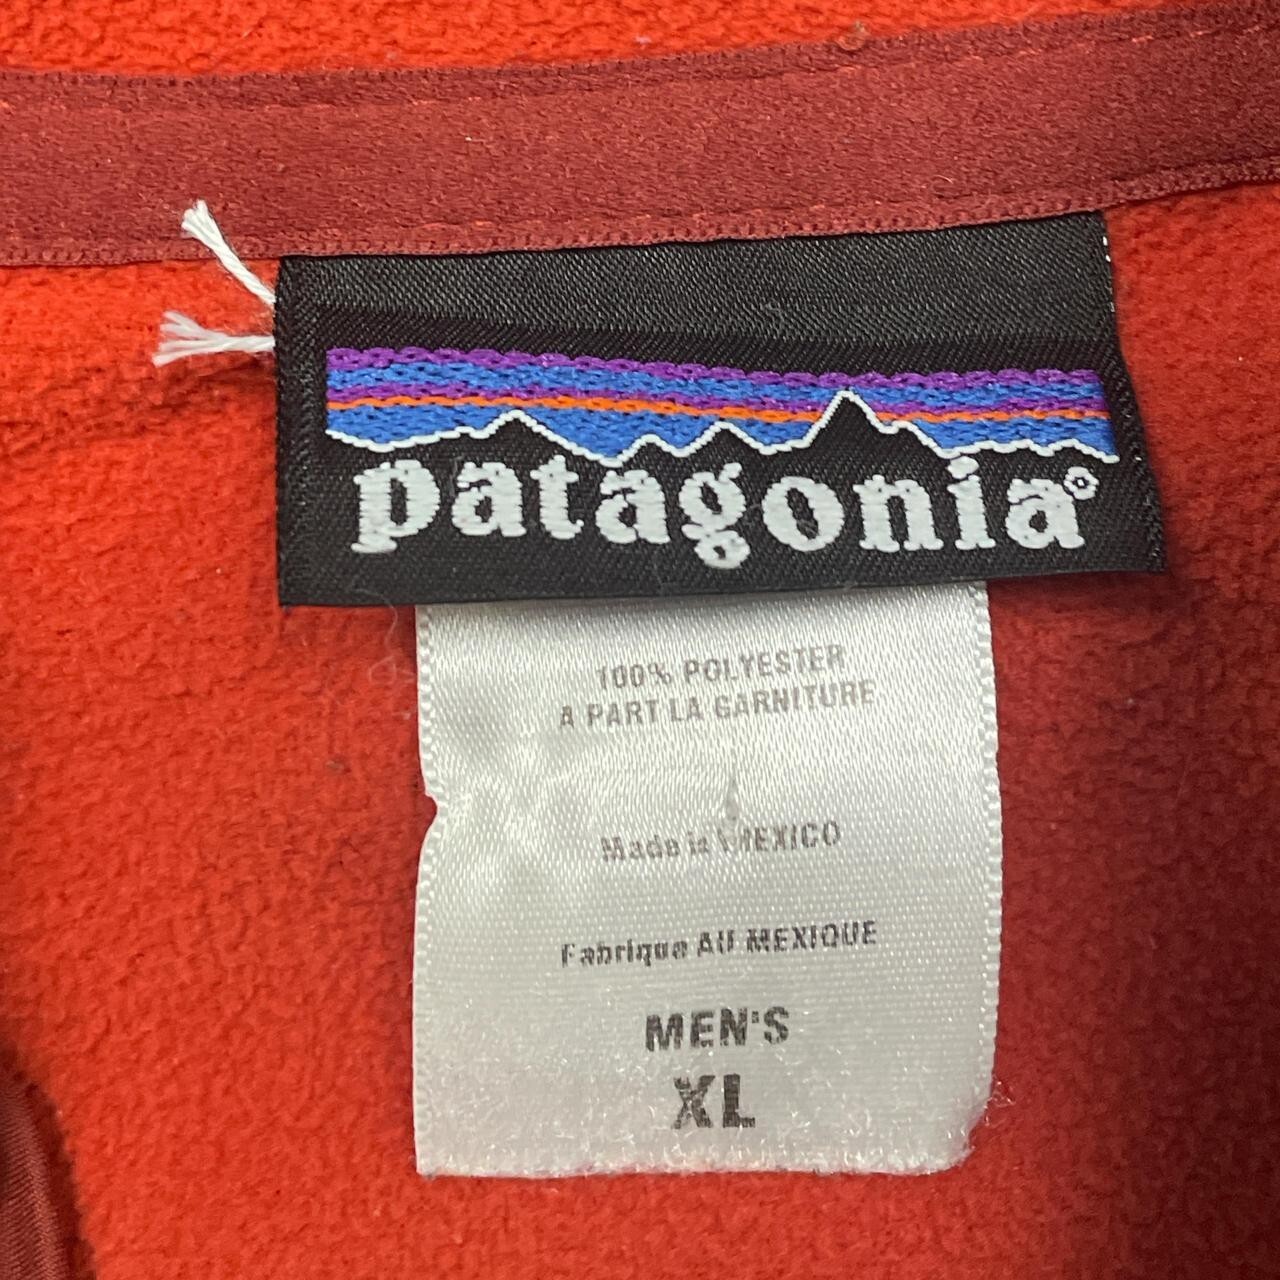 patagonia®
100% POLYESTER
A PART LA GARNITURE
Made in MEXICO
Fabrique AU MEXIQUE
MEN'S
XL